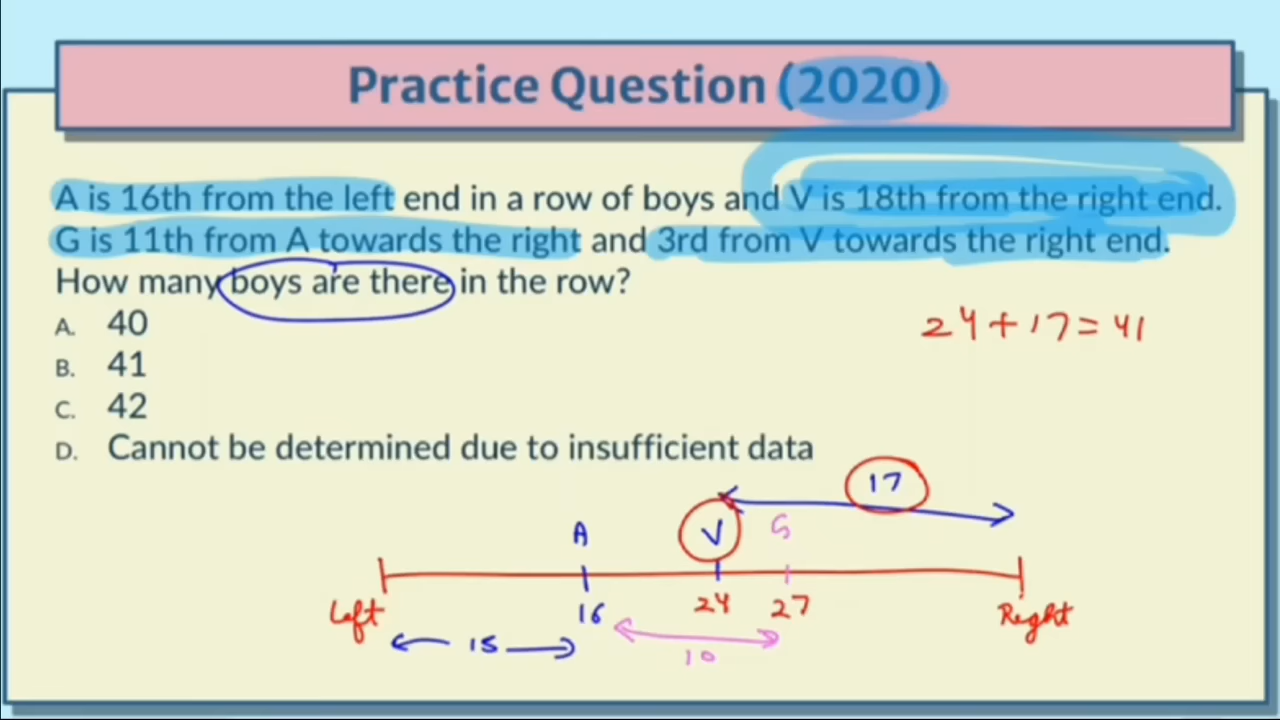 Practice Question (2020)
A is 16th from the left end in a row of boys and V is 18th from the right end.
G is 11th from A towards the right and 3rd from V towards the right end.
How many boys are there in the row?
A. 40
B. 41
C. 42
D. Cannot be determined due to insufficient data
24+17=41
17
A V G
16 24 27
Left Right
15 10